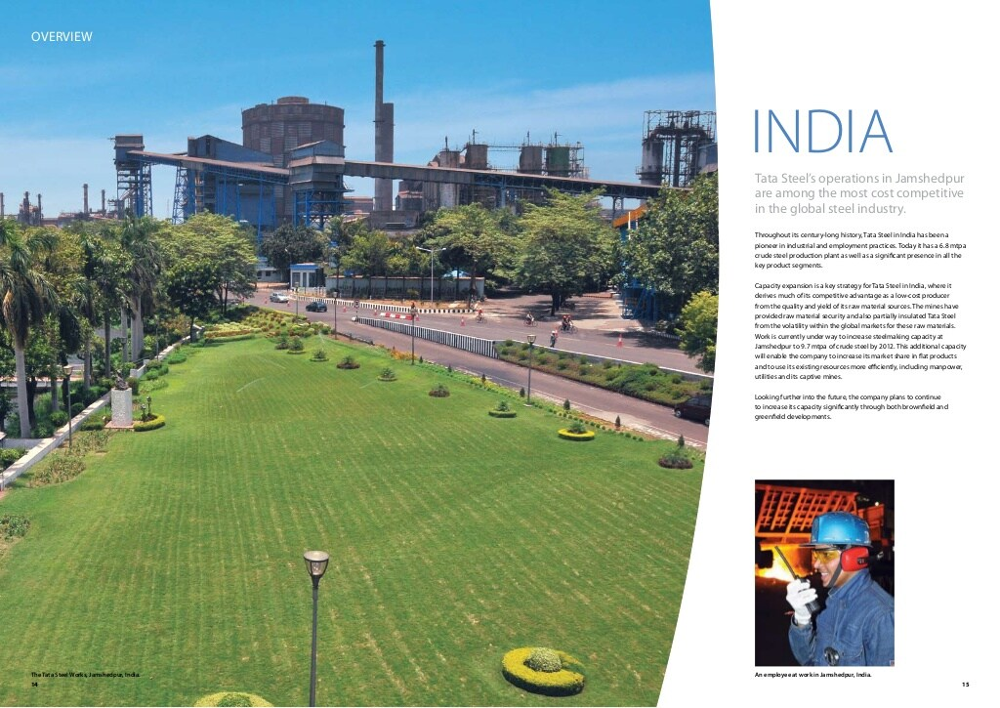 OVERVIEW
INDIA
Tata Steel's operations in Jamshedpur
are among the most cost competitive
in the global steel industry.
Throughout its century-long history, Tata Steel in India has been a
pioneer in industrial and employment practices. Today it has a 6.8 mtpa
crude steel production plant as well as a significant presence in all the
key product segments.
Capacity expansion is a key strategy for Tata Steel in India, where it
derives much of its competitive advantage as a low-cost producer
from the quality and yield of its raw material sources. The mines have
provided raw material security and also partially insulated Tata Steel
from the volatility within the global markets for these raw materials.
Work is currently under way to increase steelmaking capacity at
Jamshedpur to 9.7 mtpa of crude steel by 2012. This additional capacity
will enable the company to increase its market share in flat products
and to use its existing resources more efficiently, including manpower,
utilities and its captive mines.
Looking further into the future, the company plans to continue
to increase its capacity significantly through both brownfield and
greenfield developments.
The Tata Steel Works, Jamshedpur, India.
14
An employee at work in Jamshedpur, India.
15